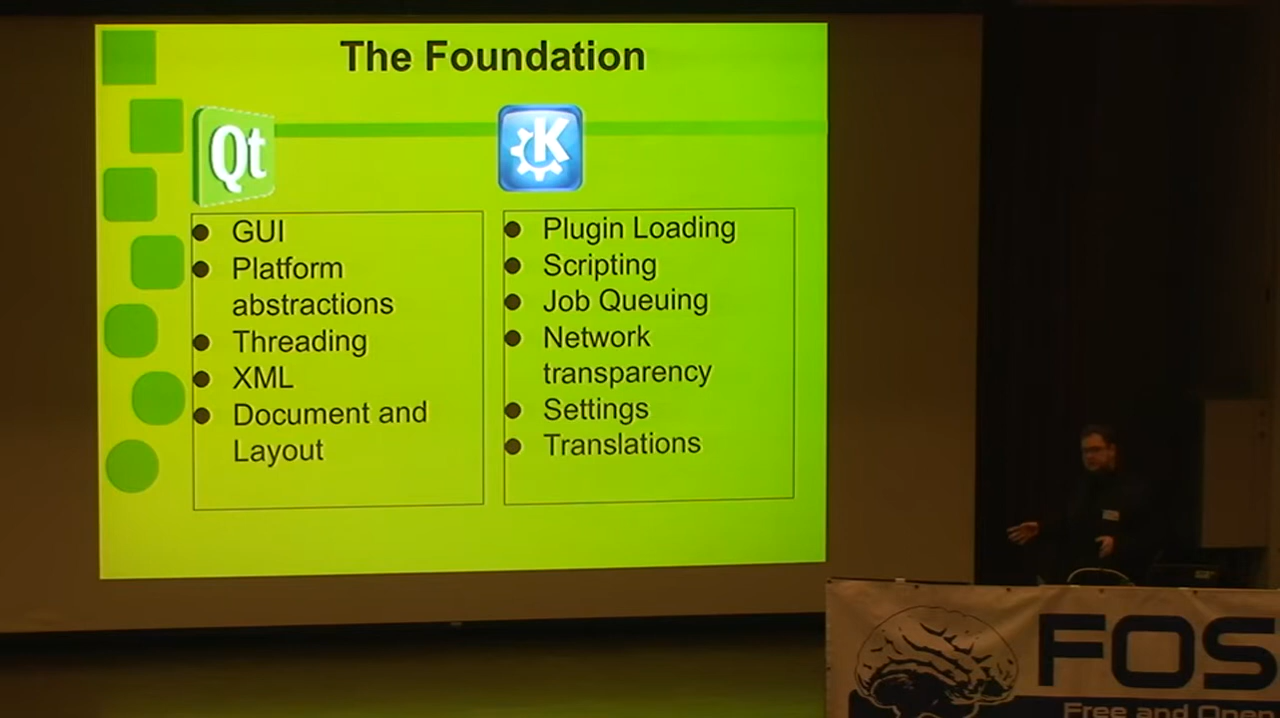 The Foundation
Qt
K
GUI
Platform
abstractions
Threading
XML
Document and
Layout
Plugin Loading
Scripting
Job Queuing
Network
transparency
Settings
Translations
FOS
Free and Open